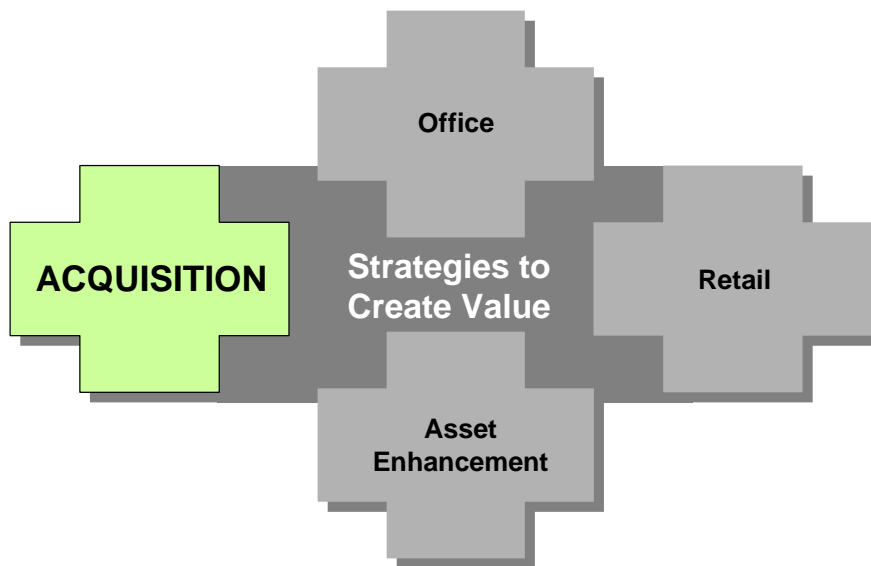 Office
ACQUISITION
Strategies to
Create Value
Retail
Asset
Enhancement